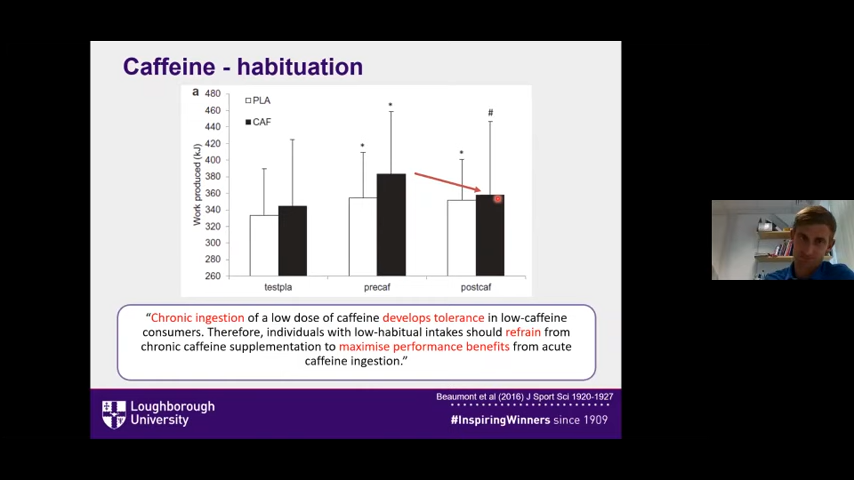 Caffeine - habituation
a
480
460
440
420
400
380
360
340
320
300
280
260
Work produced (kJ)
PLA
CAF
*
*
*
#
testpla
precaf
postcaf
“Chronic ingestion of a low dose of caffeine develops tolerance in low-caffeine
consumers. Therefore, individuals with low-habitual intakes should refrain from
chronic caffeine supplementation to maximise performance benefits from acute
caffeine ingestion.”
Beaumont et al (2016) J Sport Sci 1920-1927
Loughborough
University
#InspiringWinners since 1909